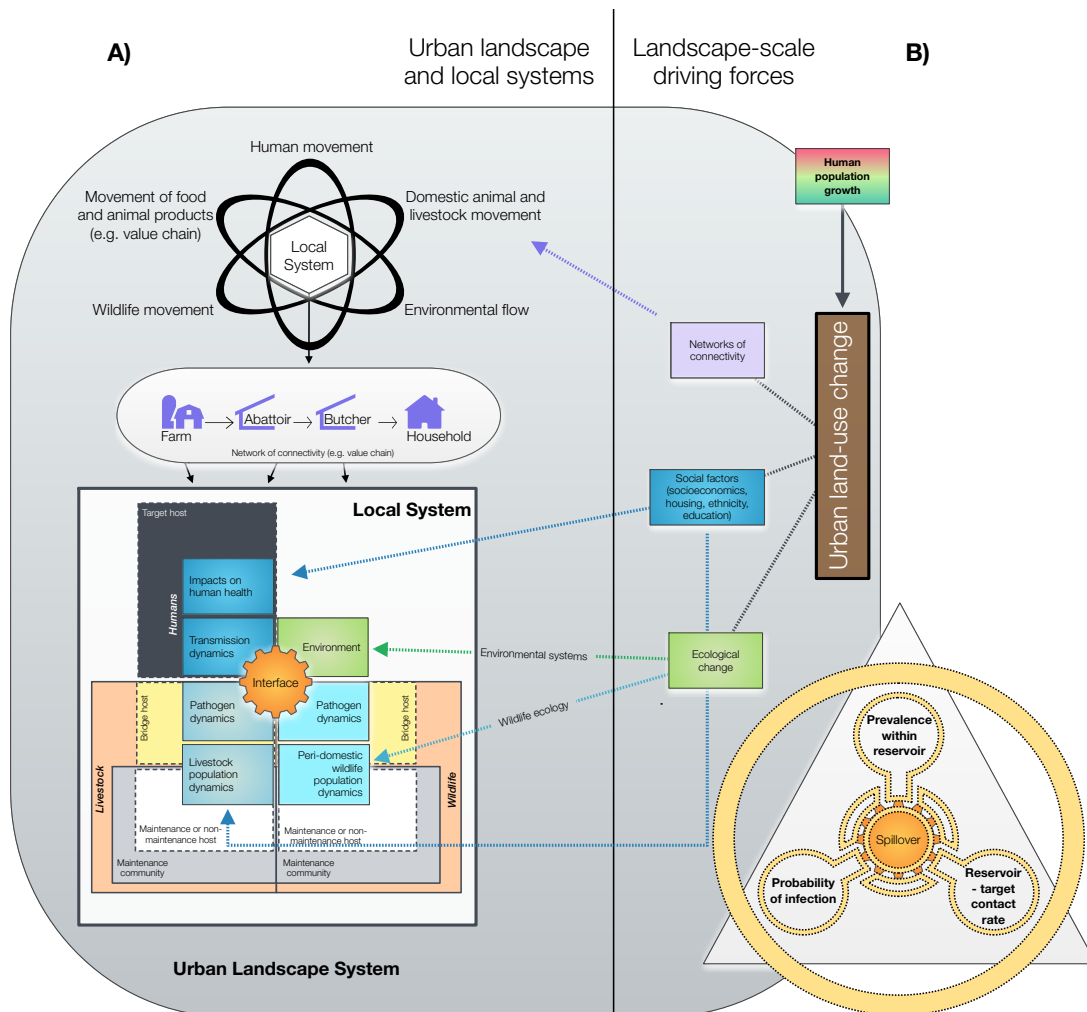 A)
Urban landscape
and local systems
Landscape-scale
driving forces
B)
Human movement
Movement of food
and animal products
(e.g. value chain)
Domestic animal and
livestock movement
Local
System
Wildlife movement
Environmental flow
Human
population
growth
Networks of
connectivity
Urban land-use change
Farm
Abattoir
Butcher
Household
Network of connectivity (e.g. value chain)
Social factors
(socioeconomics,
housing, ethnicity,
education)
Local System
Target host
Humans
Impacts on
human health
Transmission
dynamics
Environment
Interface
Environmental systems
Ecological
change
Wildlife ecology
Bridge host
Pathogen
dynamics
Pathogen
dynamics
Bridge host
Livestock
Livestock
population
dynamics
Peri-domestic
wildlife
population
dynamics
Wildlife
Maintenance or non-
maintenance host
Maintenance or non-
maintenance host
Maintenance
community
Maintenance
community
Urban Landscape System
Prevalence
within
reservoir
Spillover
Probability
of infection
Reservoir
- target
contact
rate